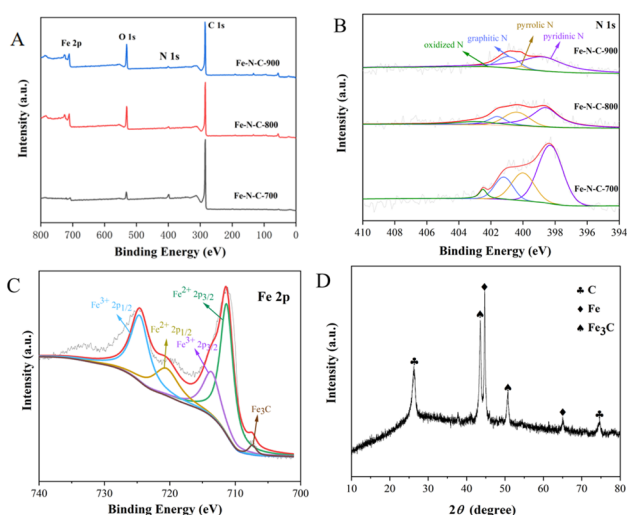 A
Fe 2p
O 1s
N 1s
C 1s
Fe-N-C-900
Fe-N-C-800
Fe-N-C-700
Intensity (a.u.)
800 700 600 500 400 300 200 100 0
Binding Energy (eV)
B
N 1s
oxidized N
graphitic N
pyrrolic N
pyridinic N
Fe-N-C-900
Fe-N-C-800
Fe-N-C-700
Intensity (a.u.)
410 408 406 404 402 400 398 396 394
Binding Energy (eV)
C
Fe 2p
Fe³⁺ 2p₁/₂
Fe²⁺ 2p₁/₂
Fe²⁺ 2p₃/₂
Fe³⁺ 2p₃/₂
Fe₃C
Intensity (a.u.)
740 730 720 710 700
Binding Energy (eV)
D
♣ C
♦ Fe
♠ Fe₃C
Intensity (a.u.)
10 20 30 40 50 60 70 80
2θ (degree)